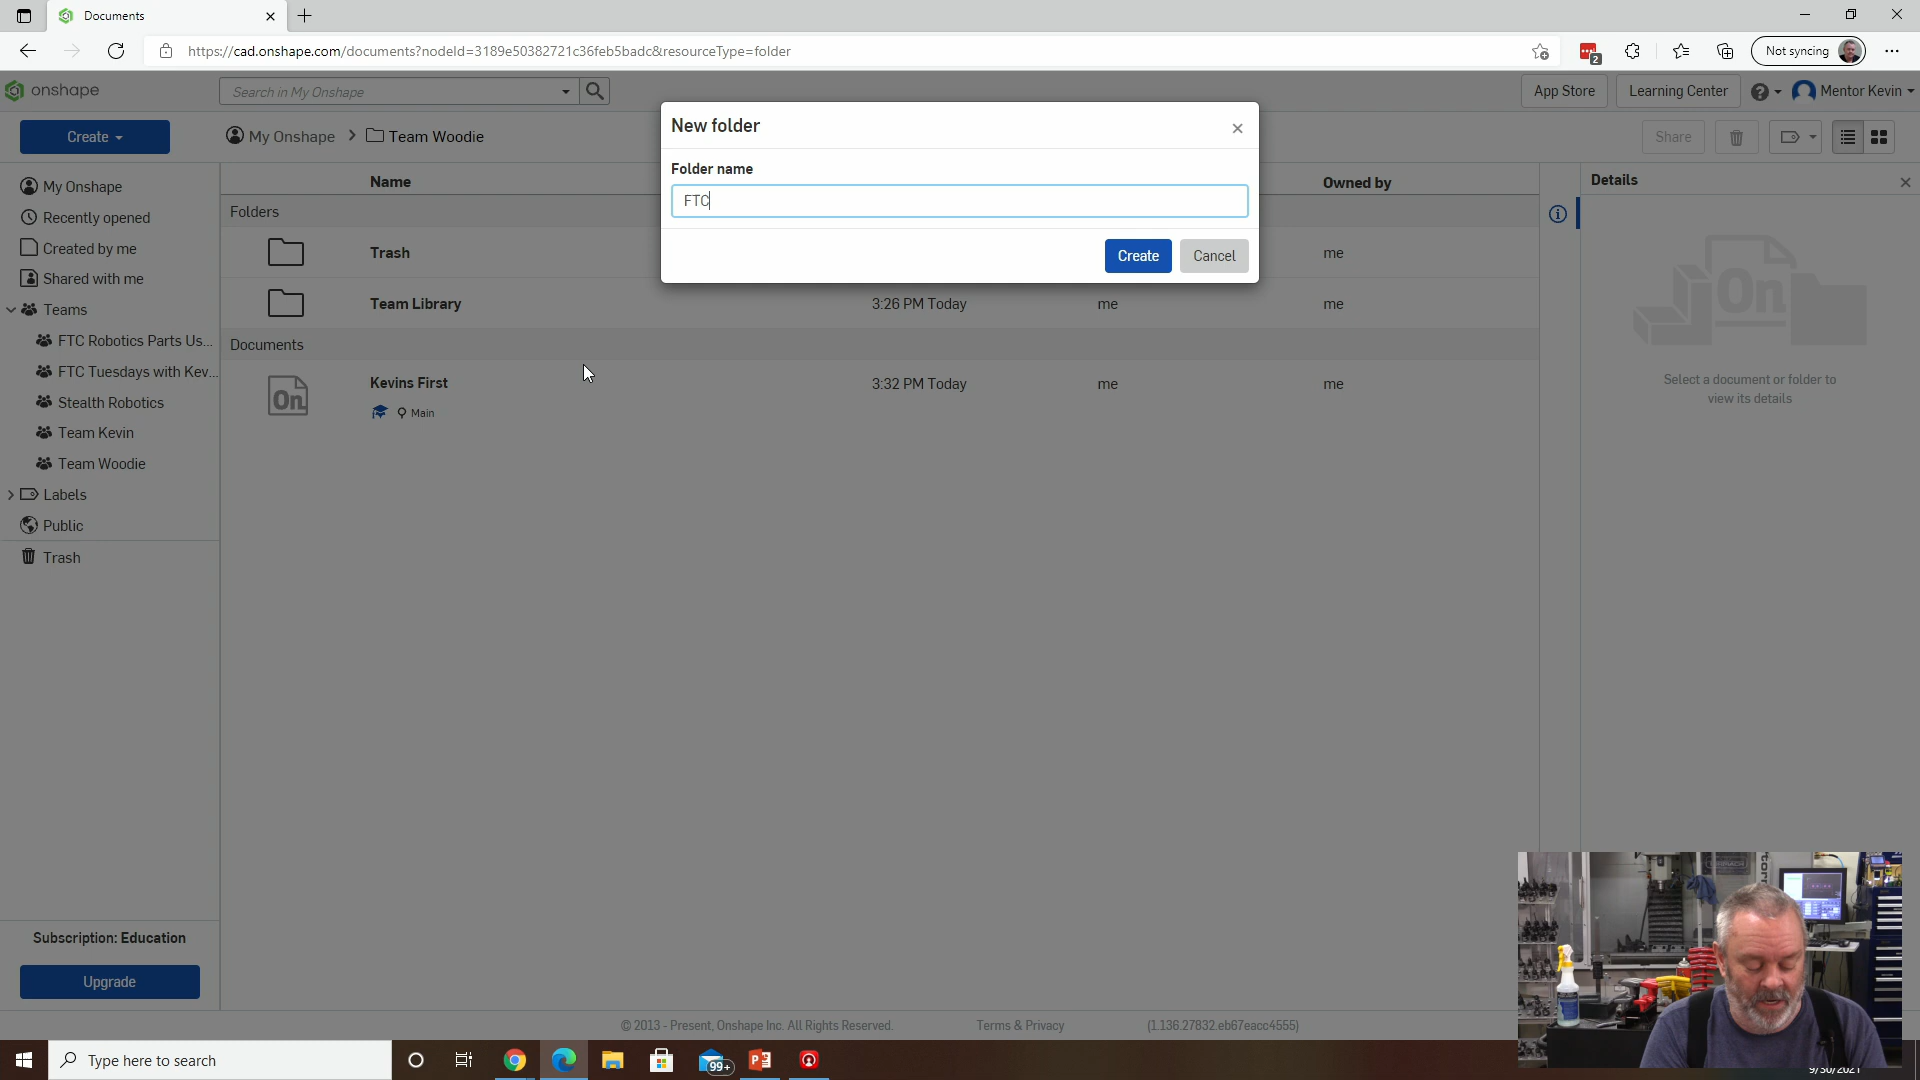 Documents
https://cad.onshape.com/documents?nodeId=3189e50382721c36feb5badc&resourceType=folder
2
Not syncing
onshape
Search in My Onshape
App Store
Learning Center
Mentor Kevin
Create
My Onshape
Team Woodie
Share
New folder
Folder name
FTC
Create
Cancel
My Onshape
Recently opened
Created by me
Shared with me
Teams
FTC Robotics Parts Us...
FTC Tuesdays with Kev...
Stealth Robotics
Team Kevin
Team Woodie
Labels
Public
Trash
Subscription: Education
Upgrade
Name
Owned by
Folders
Trash
me
Team Library
3:26 PM Today
me
me
Documents
Kevins First
3:32 PM Today
me
me
Main
Details
On
Select a document or folder to
view its details
© 2013 - Present, Onshape Inc. All Rights Reserved.
Terms & Privacy
(1.136.27832.eb67eacc4555)
Type here to search
99+
9/30/2021